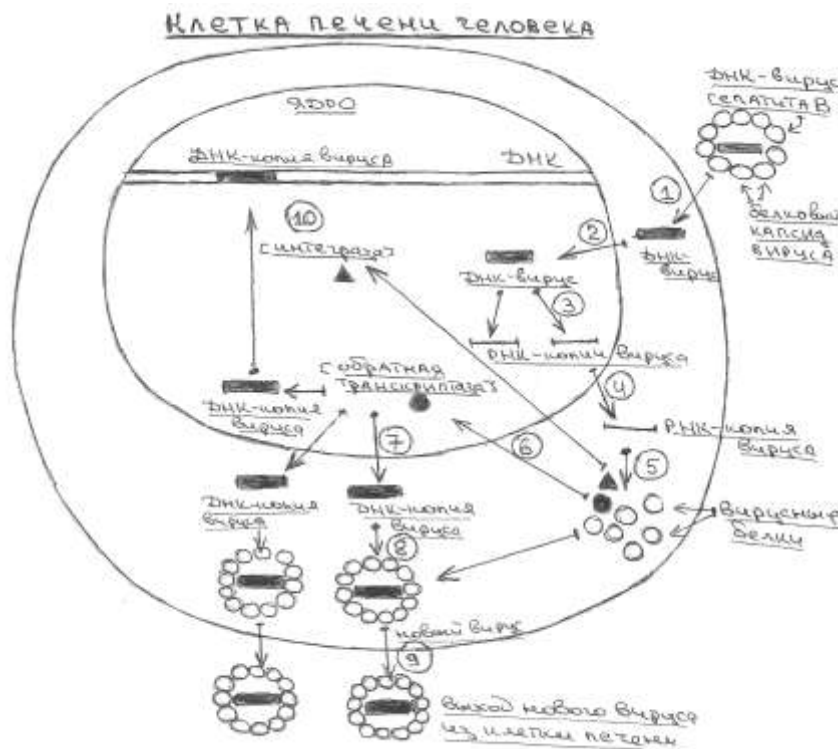 Клетка печени человека
ДНК-вирус
гепатита В
ЯДРО
ДНК-копия вируса
ДНК
1
белковый
капсид
вируса
10
2
[интеграза]
ДНК-
вирус
ДНК-вирус
3
РНК-копии вируса
[обратная
транскриптаза]
4
ДНК-копия
вируса
РНК-копия
вируса
7
6
5
ДНК-копия
вируса
ДНК-копия
вируса
Вирусные
белки
8
новый вирус
9
выход нового вируса
из клетки печени